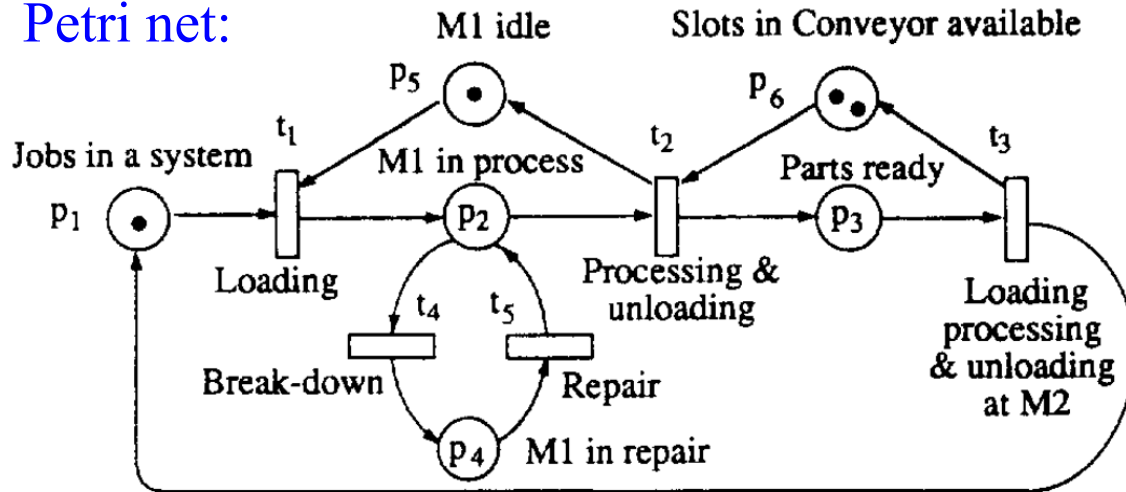 Petri net:
M1 idle
Slots in Conveyor available
p5
p6
t1
t2
t3
Jobs in a system
M1 in process
Parts ready
p1
p2
p3
Loading
Processing &
unloading
Loading
processing
& unloading
at M2
t4
t5
Break-down
Repair
p4
M1 in repair